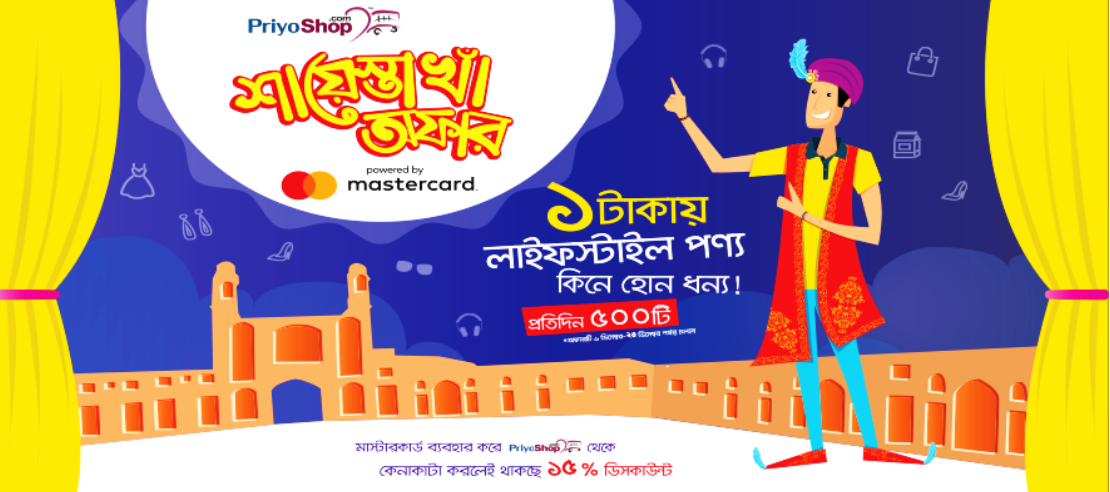 PriyoShop.com
শায়েস্তা খাঁ
অফার
powered by
mastercard.
১ টাকায়
লাইফস্টাইল পণ্য
কিনে হোন ধন্য!
প্রতিদিন ৫০০টি
মাস্টারকার্ড ব্যবহার করে PriyoShop.com থেকে
কেনাকাটা করলেই থাকছে ১৫% ডিসকাউন্ট